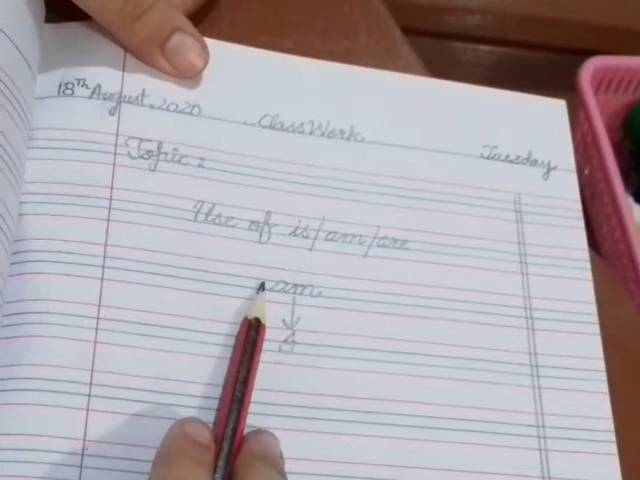 18Th August, 2020 ClassWork Tuesday
Topic:
Use of is/am/are
am
↓